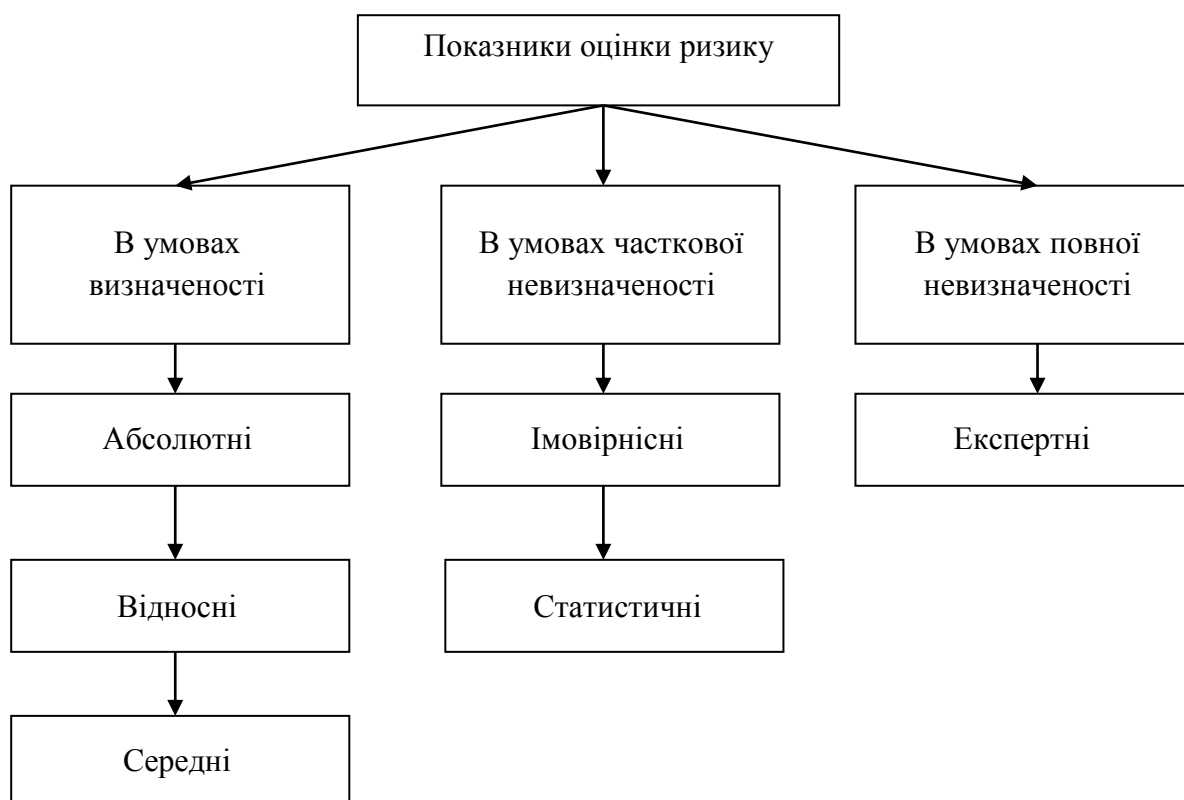 Показники оцінки ризику
В умовах
визначеності
В умовах часткової
невизначеності
В умовах повної
невизначеності
Абсолютні
Імовірнісні
Експертні
Відносні
Статистичні
Середні